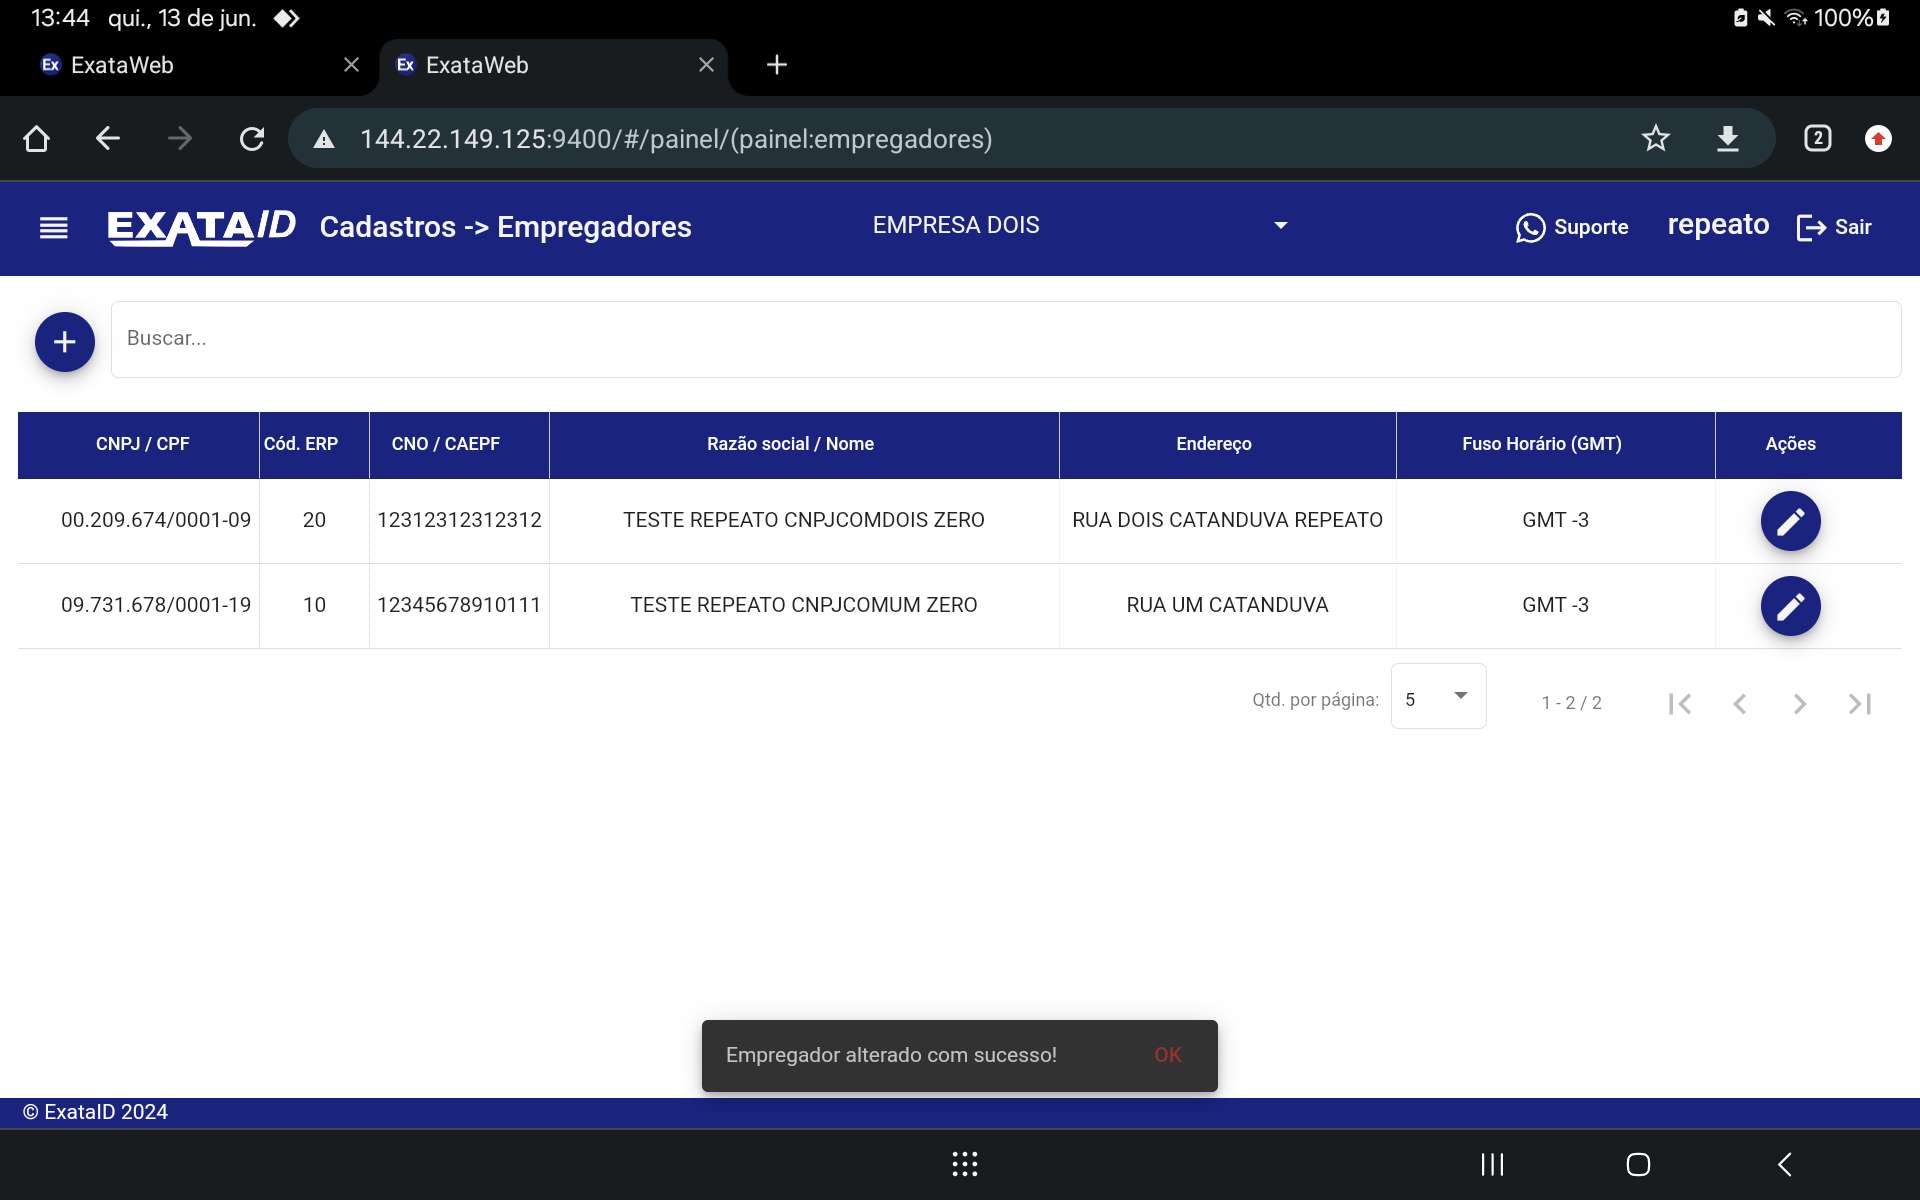 13:44 qui., 13 de jun. 100%
Ex ExataWeb Ex ExataWeb
144.22.149.125:9400/#/painel/(painel:empregadores) 2
EXATAID Cadastros -> Empregadores EMPRESA DOIS Suporte repeato Sair
Buscar...
CNPJ / CPF Cód. ERP CNO / CAEPF Razão social / Nome Endereço Fuso Horário (GMT) Ações
00.209.674/0001-09 20 12312312312312 TESTE REPEATO CNPJCOMDOIS ZERO RUA DOIS CATANDUVA REPEATO GMT -3
09.731.678/0001-19 10 12345678910111 TESTE REPEATO CNPJCOMUM ZERO RUA UM CATANDUVA GMT -3
Qtd. por página: 5 1 - 2 / 2
Empregador alterado com sucesso! OK
© ExataID 2024